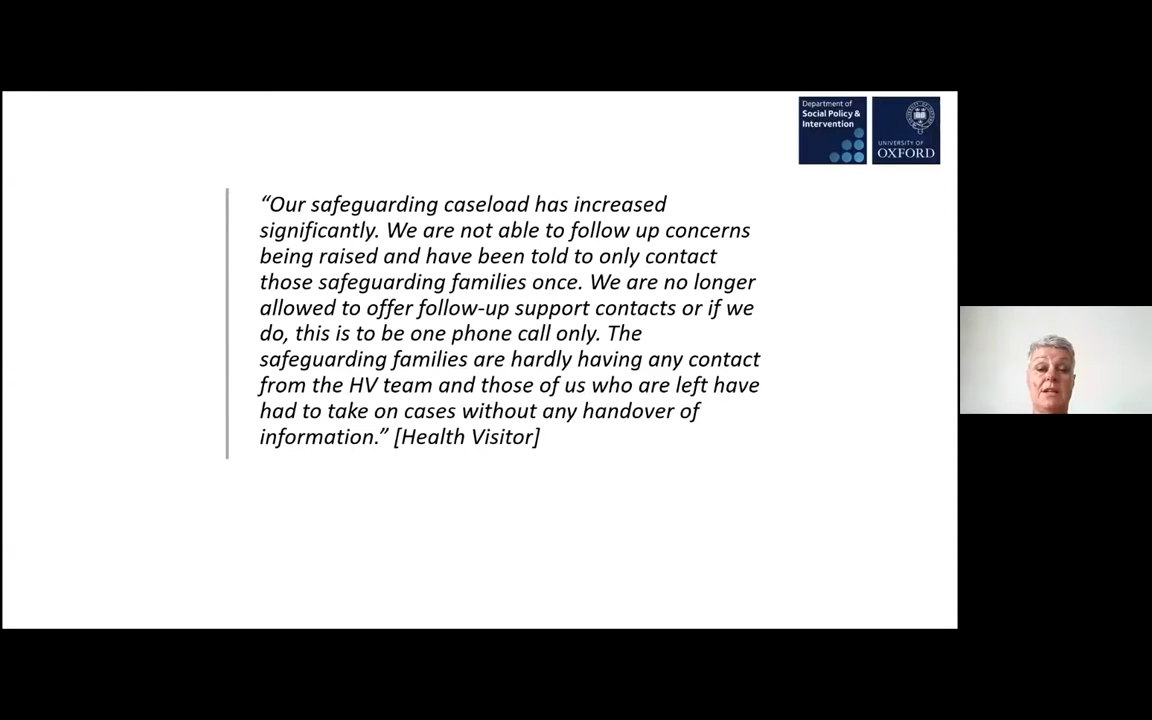 Department of
Social Policy &
Intervention
UNIVERSITY OF
OXFORD
“Our safeguarding caseload has increased
significantly. We are not able to follow up concerns
being raised and have been told to only contact
those safeguarding families once. We are no longer
allowed to offer follow-up support contacts or if we
do, this is to be one phone call only. The
safeguarding families are hardly having any contact
from the HV team and those of us who are left have
had to take on cases without any handover of
information.” [Health Visitor]